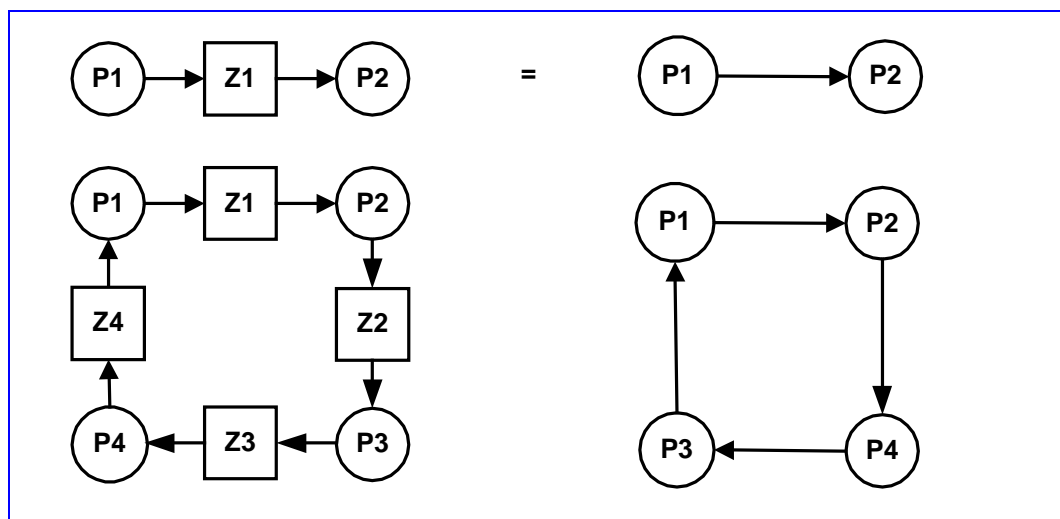 P1 Z1 P2 = P1 P2
P1 Z1 P2
P1 P2
Z4 Z2
P4 Z3 P3
P3 P4